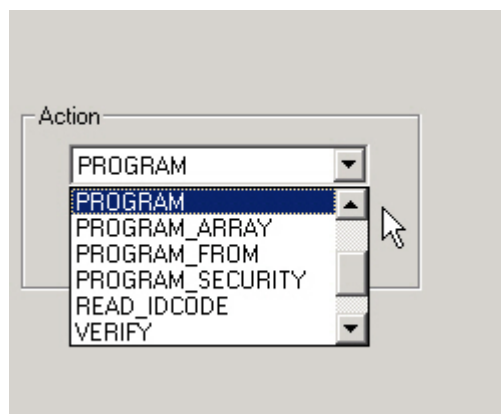 Action
PROGRAM
PROGRAM
PROGRAM_ARRAY
PROGRAM_FROM
PROGRAM_SECURITY
READ_IDCODE
VERIFY